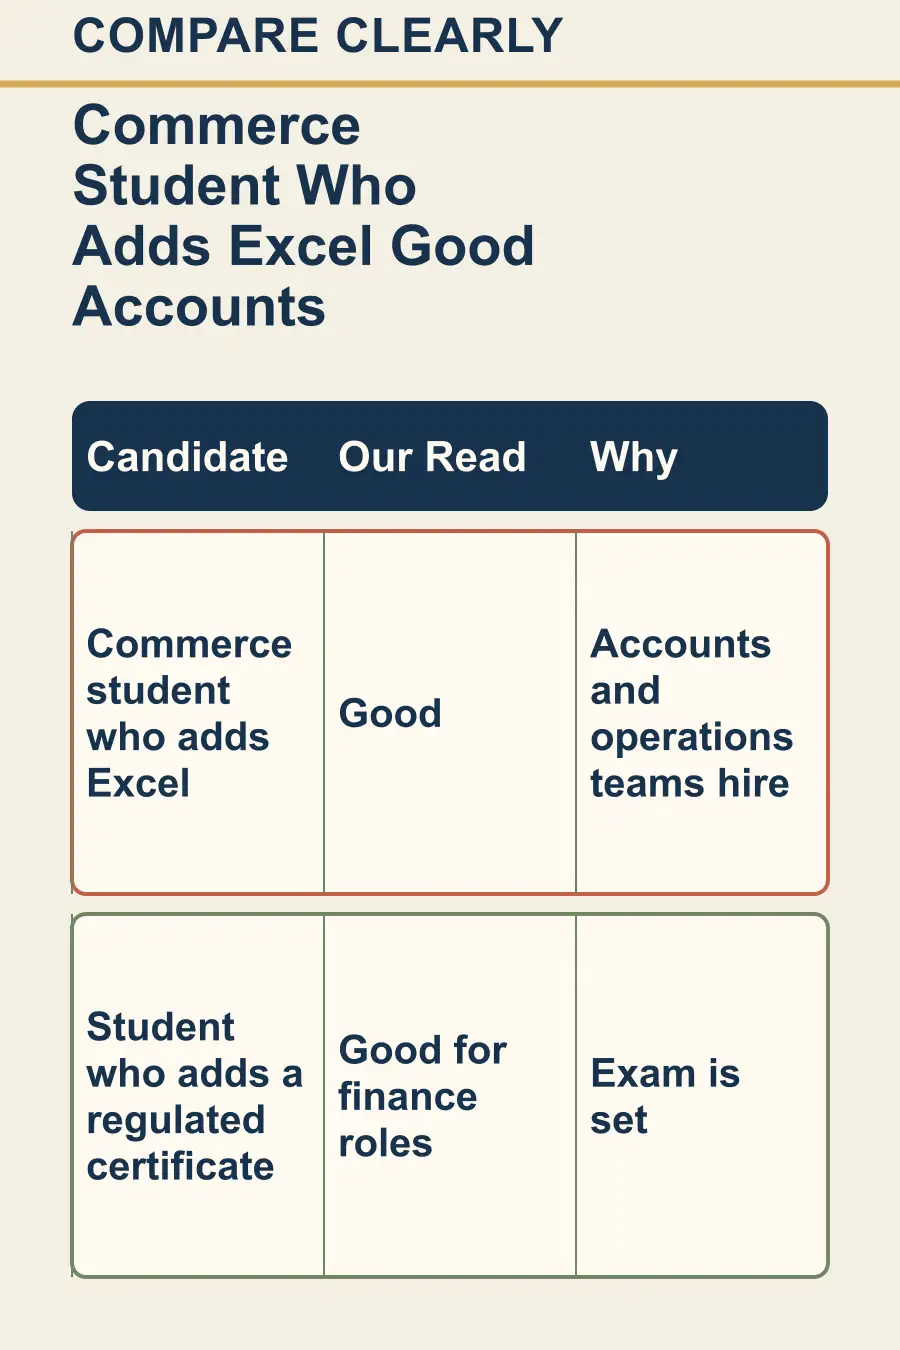 COMPARE CLEARLY
Commerce
Student Who
Adds Excel Good
Accounts
Candidate Our Read Why
Commerce
student
who adds
Excel
Good
Accounts
and
operations
teams hire
Student
who adds a
regulated
certificate
Good for
finance
roles
Exam is
set